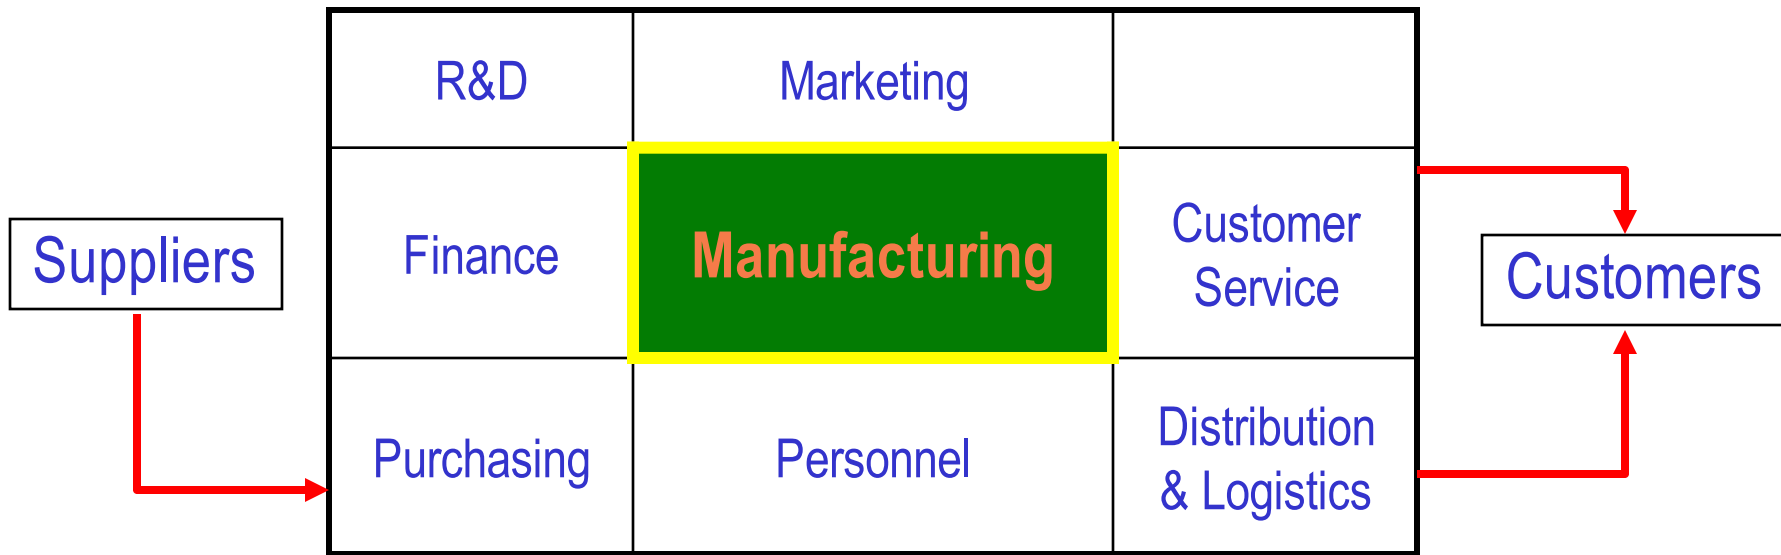 R&D
Marketing
Suppliers
Finance
Manufacturing
Customer
Service
Customers
Purchasing
Personnel
Distribution
& Logistics